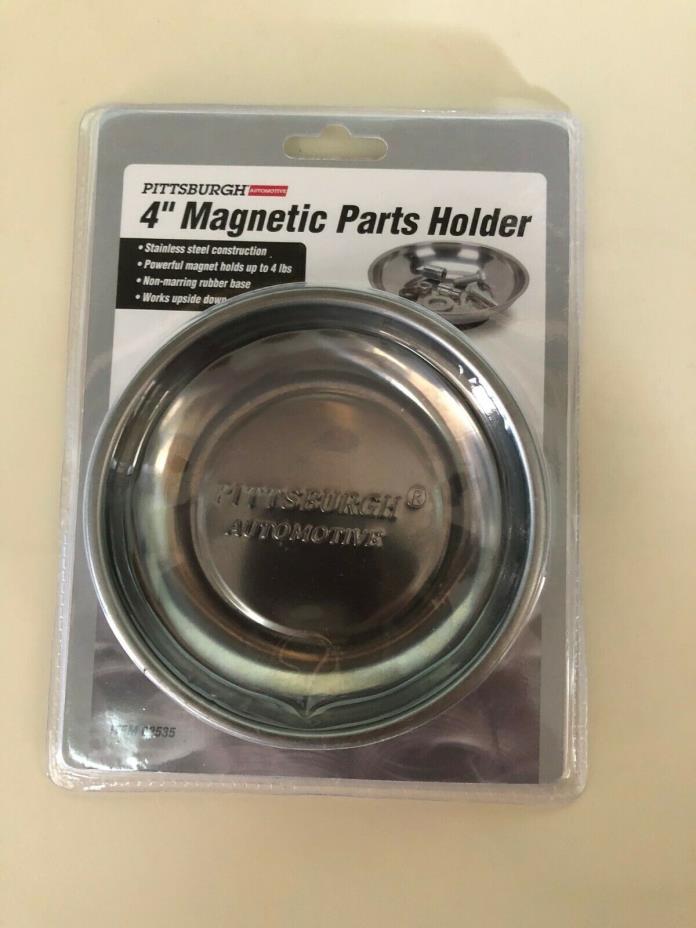 PITTSBURGH AUTOMOTIVE
4" Magnetic Parts Holder
• Stainless steel construction
• Powerful magnet holds up to 4 lbs
• Non-marring rubber base
• Works upside down
PITTSBURGH®
AUTOMOTIVE
ITEM